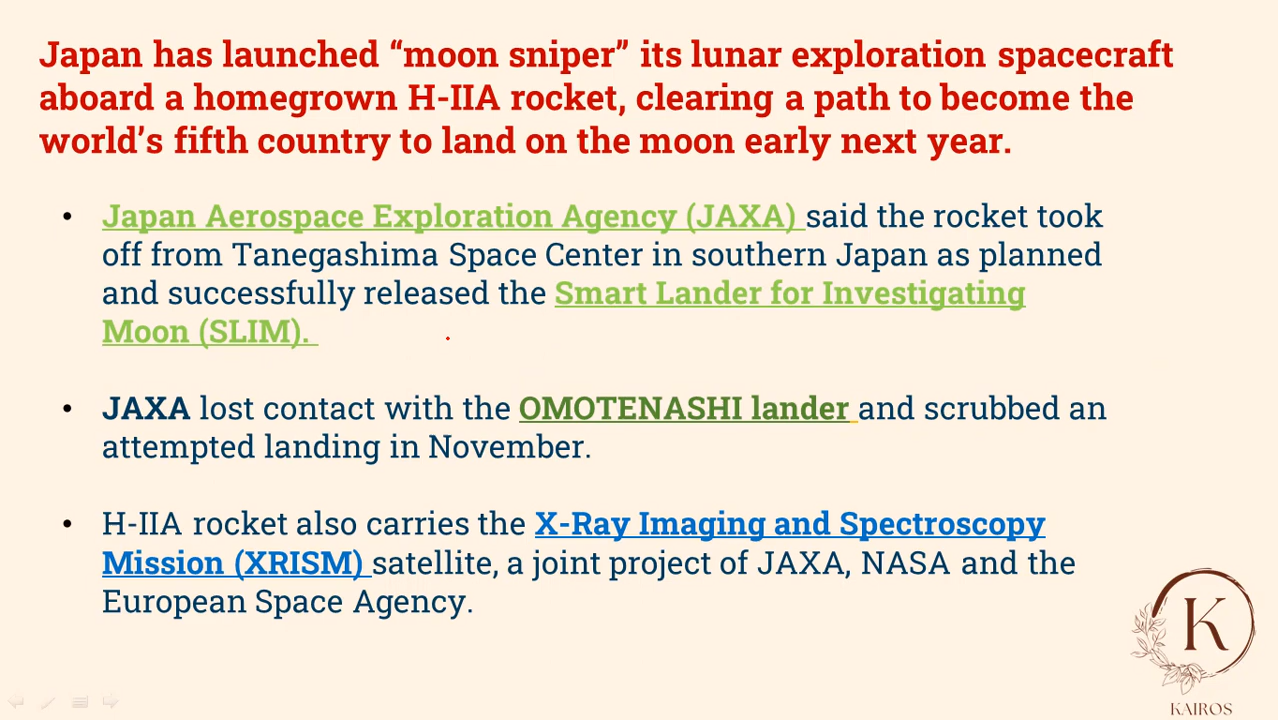 Japan has launched “moon sniper” its lunar exploration spacecraft
aboard a homegrown H-IIA rocket, clearing a path to become the
world’s fifth country to land on the moon early next year.
• Japan Aerospace Exploration Agency (JAXA) said the rocket took
off from Tanegashima Space Center in southern Japan as planned
and successfully released the Smart Lander for Investigating
Moon (SLIM).
• JAXA lost contact with the OMOTENASHI lander and scrubbed an
attempted landing in November.
• H-IIA rocket also carries the X-Ray Imaging and Spectroscopy
Mission (XRISM) satellite, a joint project of JAXA, NASA and the
European Space Agency.
K
KAIROS